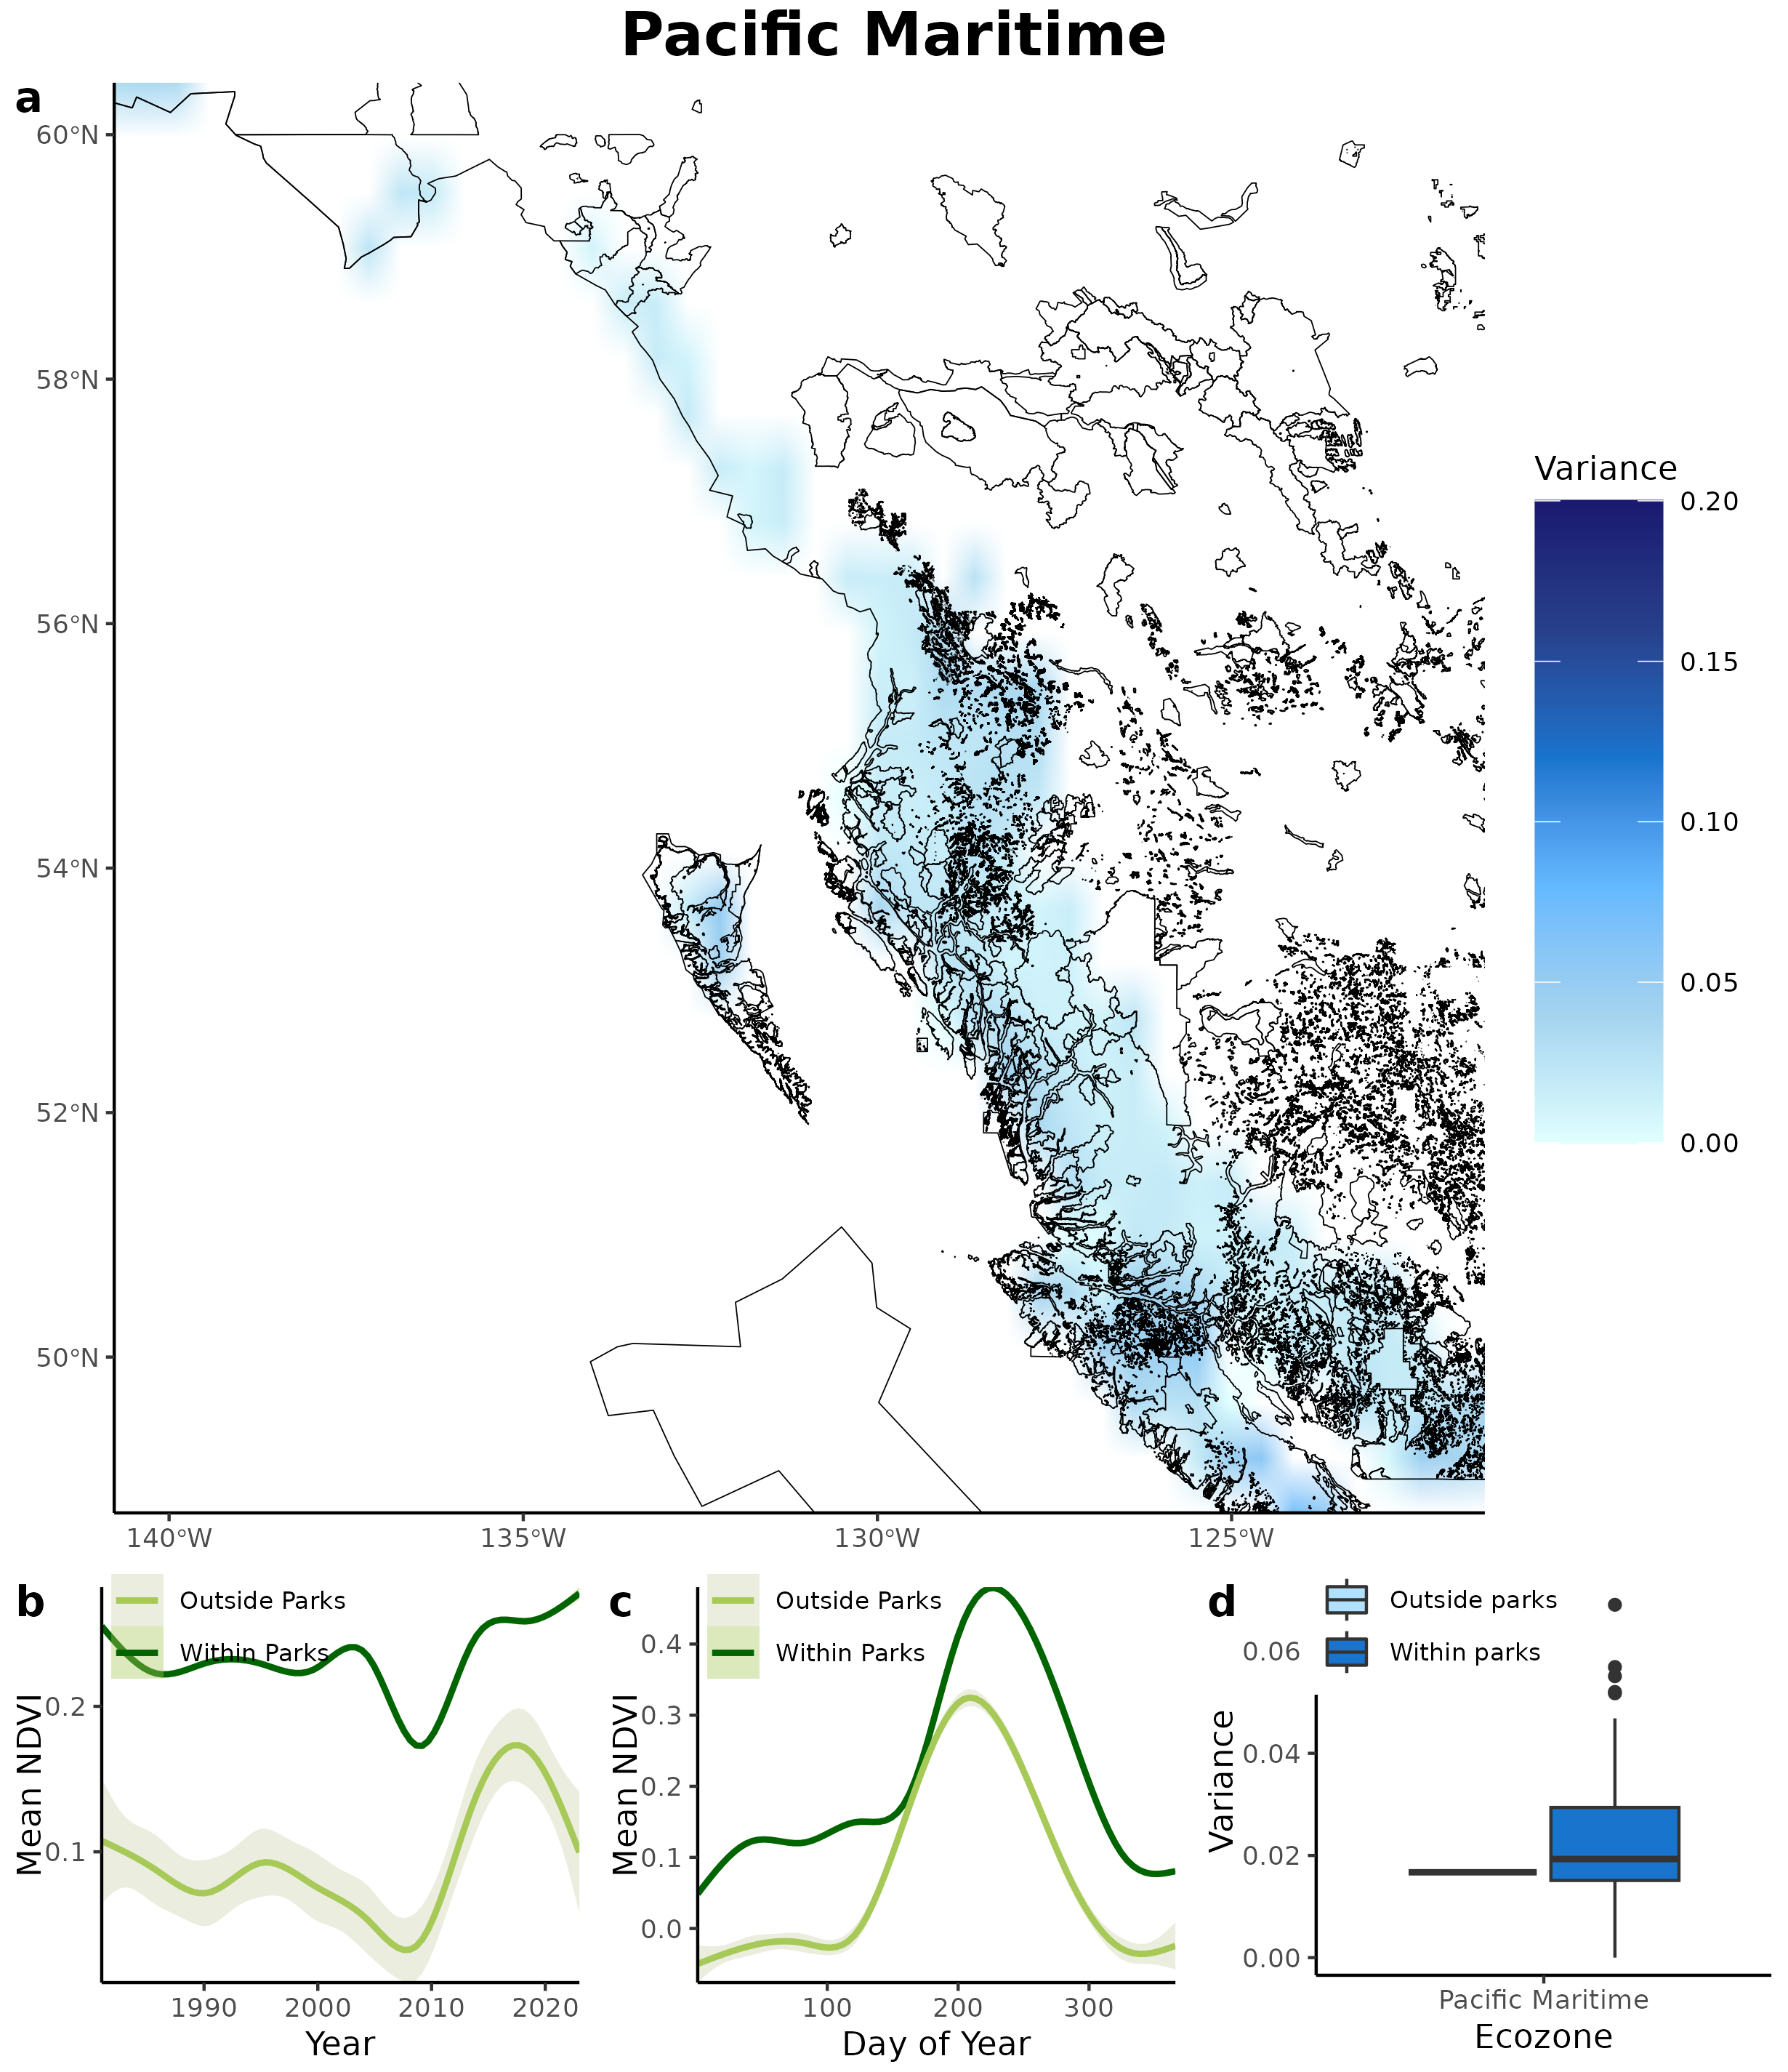 Pacific Maritime
a
60°N
58°N
56°N
54°N
52°N
50°N
140°W
135°W
130°W
125°W
Variance
0.20
0.15
0.10
0.05
0.00
b
Outside Parks
Within Parks
Mean NDVI
0.2
0.1
1990
2000
2010
2020
Year
c
Outside Parks
Within Parks
Mean NDVI
0.4
0.3
0.2
0.1
0.0
100
200
300
Day of Year
d
Outside parks
Within parks
Variance
0.06
0.04
0.02
0.00
Pacific Maritime
Ecozone